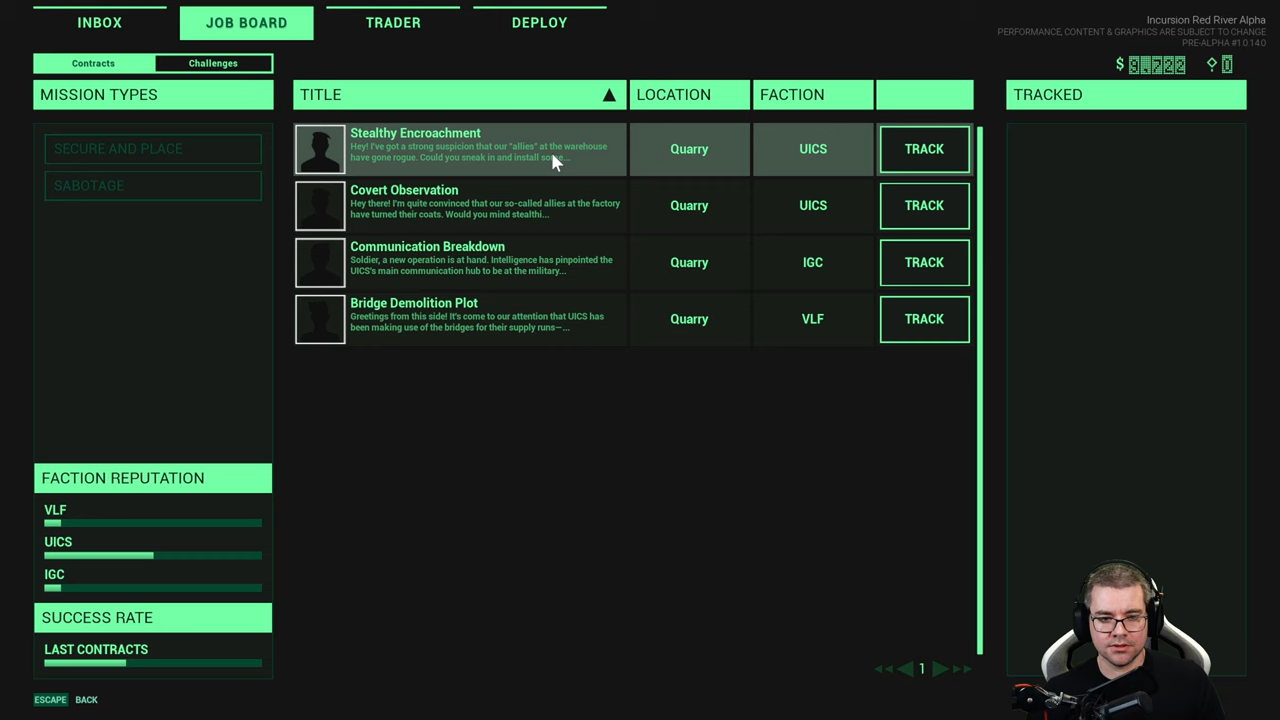 INBOX
JOB BOARD
TRADER
DEPLOY
Incursion Red River Alpha
PERFORMANCE, CONTENT & GRAPHICS ARE SUBJECT TO CHANGE
PRE-ALPHA #1.0.14.0
Contracts
Challenges
$
MISSION TYPES
TITLE
LOCATION
FACTION
TRACKED
SECURE AND PLACE
SABOTAGE
Stealthy Encroachment
Hey! I've got a strong suspicion that our "allies" at the warehouse
have gone rogue. Could you sneak in and install
Quarry
UICS
TRACK
Covert Observation
Hey there! I'm quite convinced that our so-called allies at the factory
have turned their coats. Would you mind stealthi...
Quarry
UICS
TRACK
Communication Breakdown
Soldier, a new operation is at hand. Intelligence has pinpointed the
UICS's main communication hub to be at the military...
Quarry
IGC
TRACK
Bridge Demolition Plot
Greetings from this side! It's come to our attention that UICS has
been making use of the bridges for their supply runs—...
Quarry
VLF
TRACK
FACTION REPUTATION
VLF
UICS
IGC
SUCCESS RATE
LAST CONTRACTS
1
ESCAPE
BACK